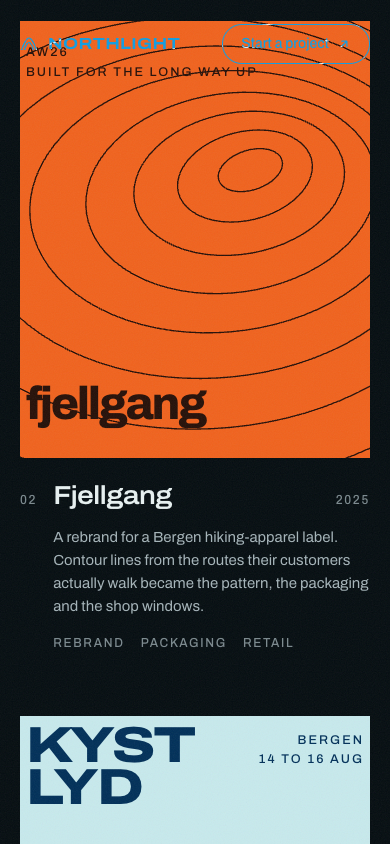 NORTHLIGHT
Start a project ↗
AW26
BUILT FOR THE LONG WAY UP
fjellgang
02 Fjellgang 2025
A rebrand for a Bergen hiking-apparel label.
Contour lines from the routes their customers
actually walk became the pattern, the packaging
and the shop windows.
REBRAND PACKAGING RETAIL
KYST
LYD
BERGEN
14 TO 16 AUG